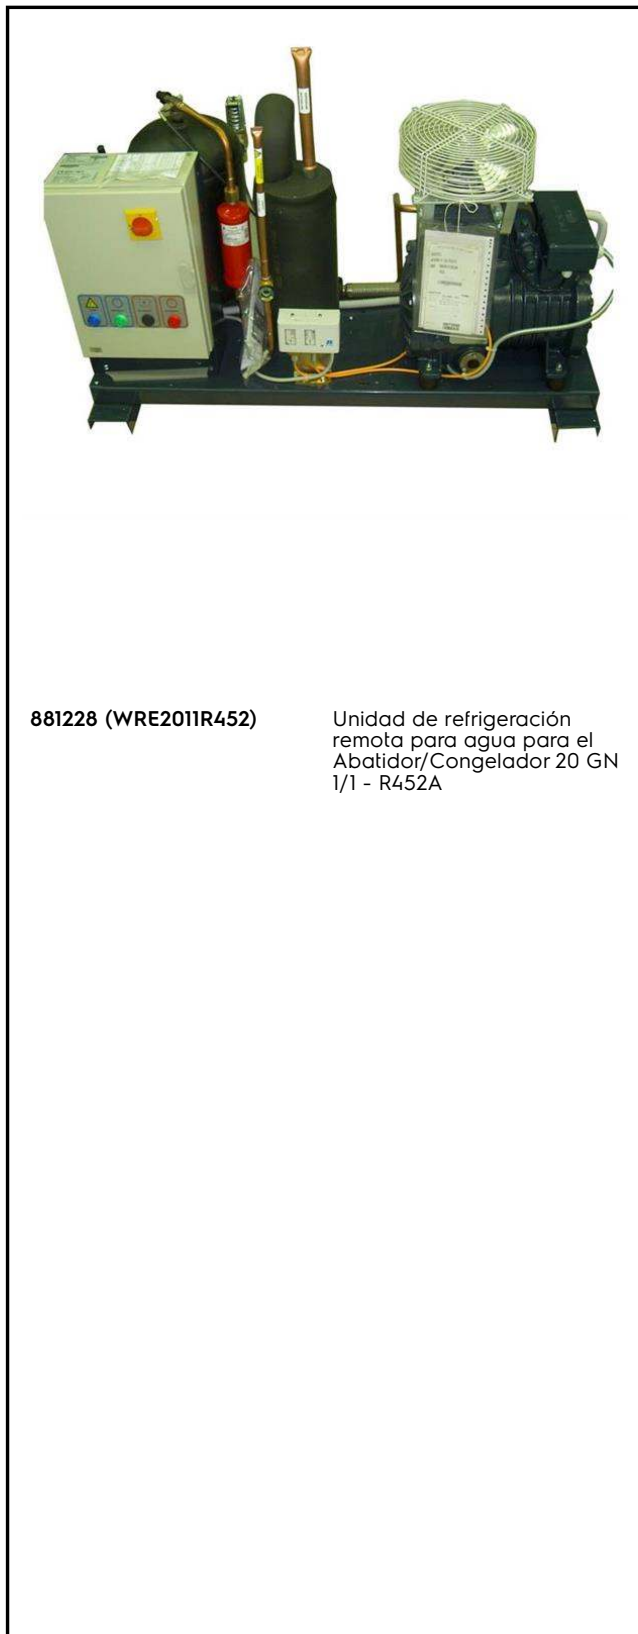 881228 (WRE2011R452)
Unidad de refrigeración
remota para agua para el
Abatidor/Congelador 20 GN
1/1 - R452A